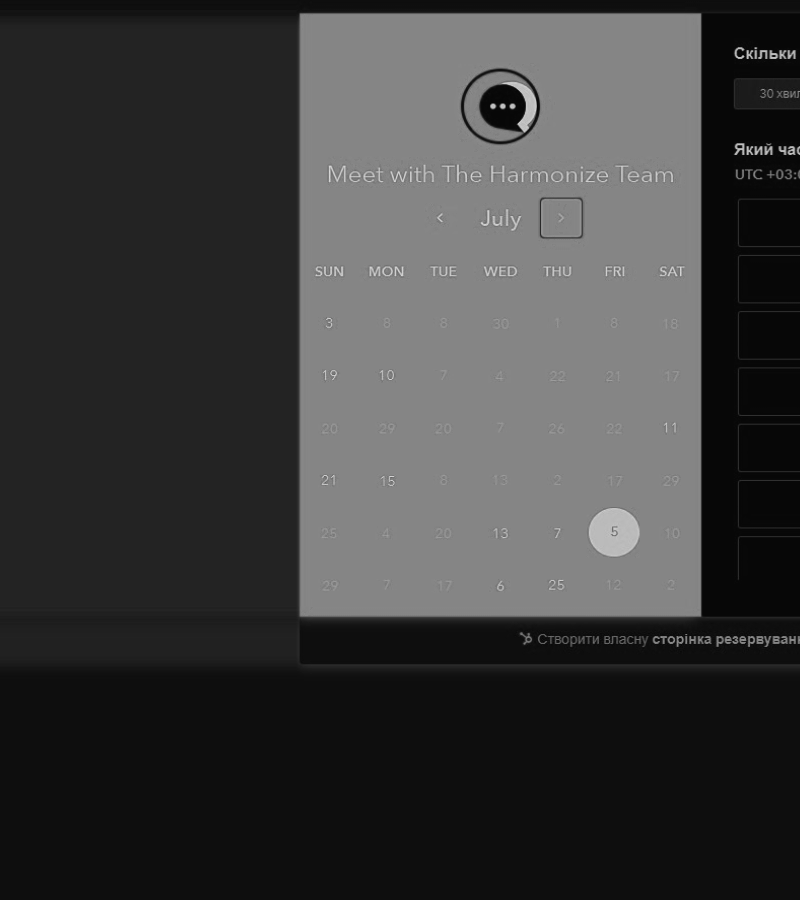 Meet with The Harmonize Team
July
SUN MON TUE WED THU FRI SAT
3 8 8 30 1 8 18
19 10 7 4 22 21 17
20 29 20 7 26 22 11
21 15 8 13 2 17 29
25 4 20 13 7 5 10
29 7 17 6 25 12 2
Скільки
30 хвил
Який час
UTC +03:0
Створити власну сторінка резервуванн